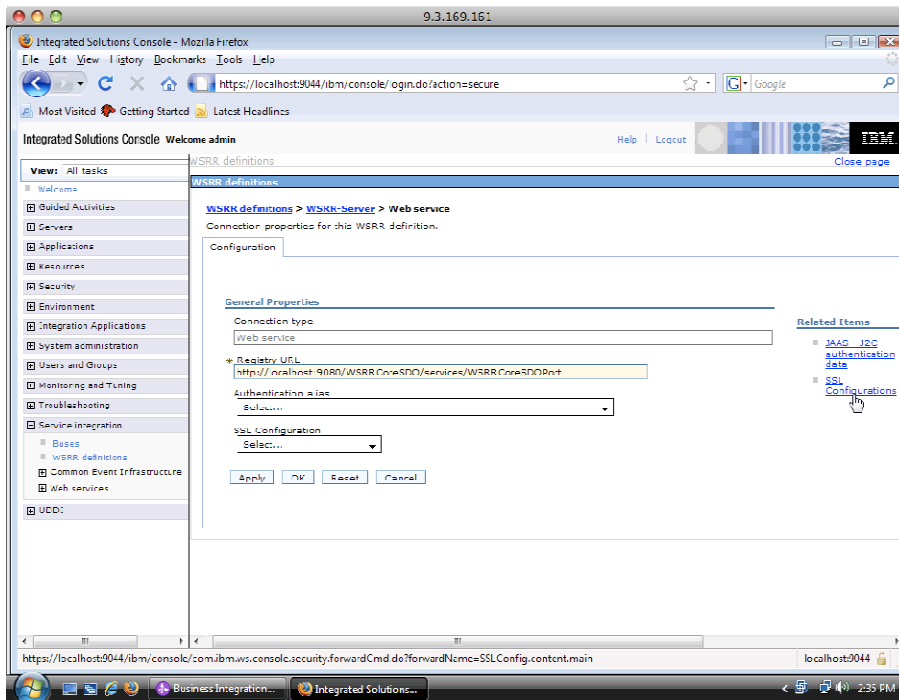 9.3.169.161
Integrated Solutions Console - Mozilla Firefox
File Edit View History Bookmarks Tools Help
https://localhost:9044/ibm/console/login.do?action=secure
G Google
Most Visited Getting Started Latest Headlines
Integrated Solutions Console Welcome admin
Help Logout
IBM.
View: All tasks
WSRR definitions
Close page
Welcome
WSRR definitions
Guided Activities
WSRR definitions > WSRR-Server > Web service
Servers
Connection properties for this WSRR definition.
Applications
Configuration
Resources
Security
Environment
General Properties
Integration Applications
Connection type
Related Items
System administration
Web service
JAAS - J2C
authentication
data
Users and Groups
Registry URL
http://localhost:9080/WSRRCoreSDO/services/WSRRCoreSDOPort
SSL
Configurations
Monitoring and Tuning
Authentication alias
Troubleshooting
Select...
Service integration
SSL Configuration
Buses
Select...
WSRR definitions
Common Event Infrastructure
Apply OK Reset Cancel
Web services
UDDI
https://localhost:9044/ibm/console/com.ibm.ws.console.security.forwardCmd.do?forwardName=SSLConfig.content.main
localhost:9044
Business Integration...
Integrated Solutions...
2:35 PM